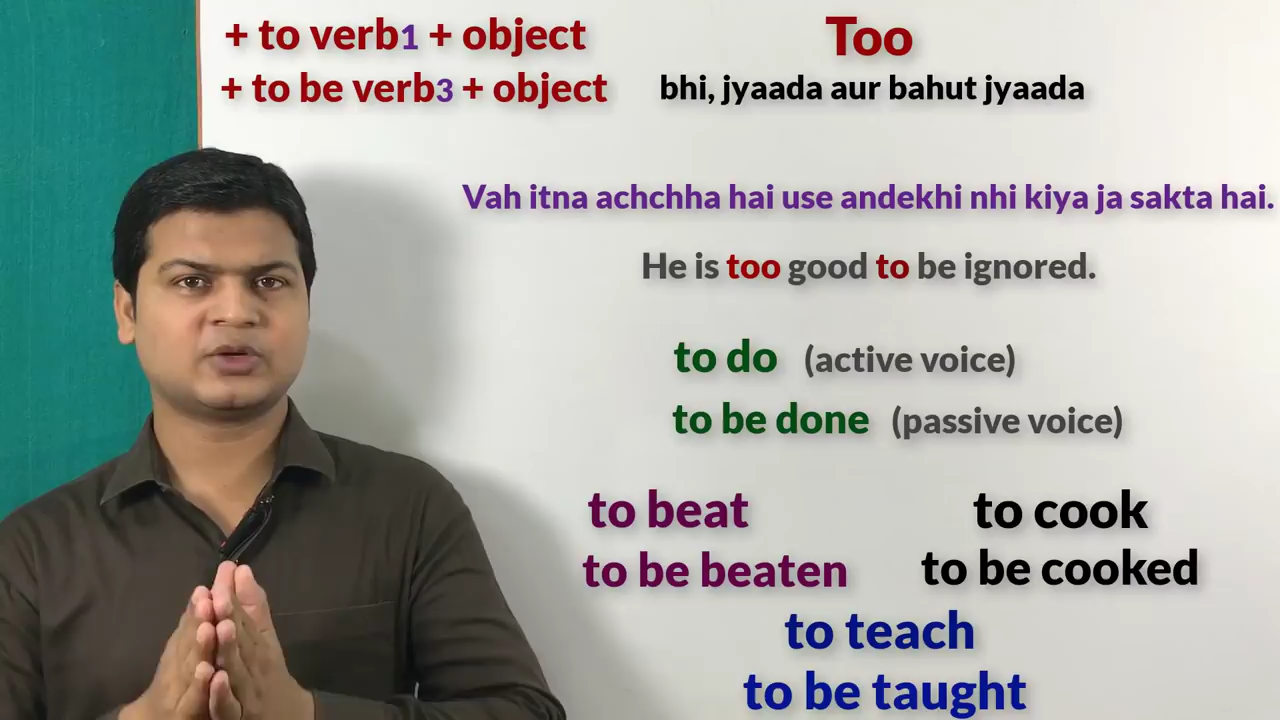 + to verb1 + object
+ to be verb3 + object
Too
bhi, jyaada aur bahut jyaada
Vah itna achchha hai use andekhi nhi kiya ja sakta hai.
He is too good to be ignored.
to do (active voice)
to be done (passive voice)
to beat
to be beaten
to cook
to be cooked
to teach
to be taught